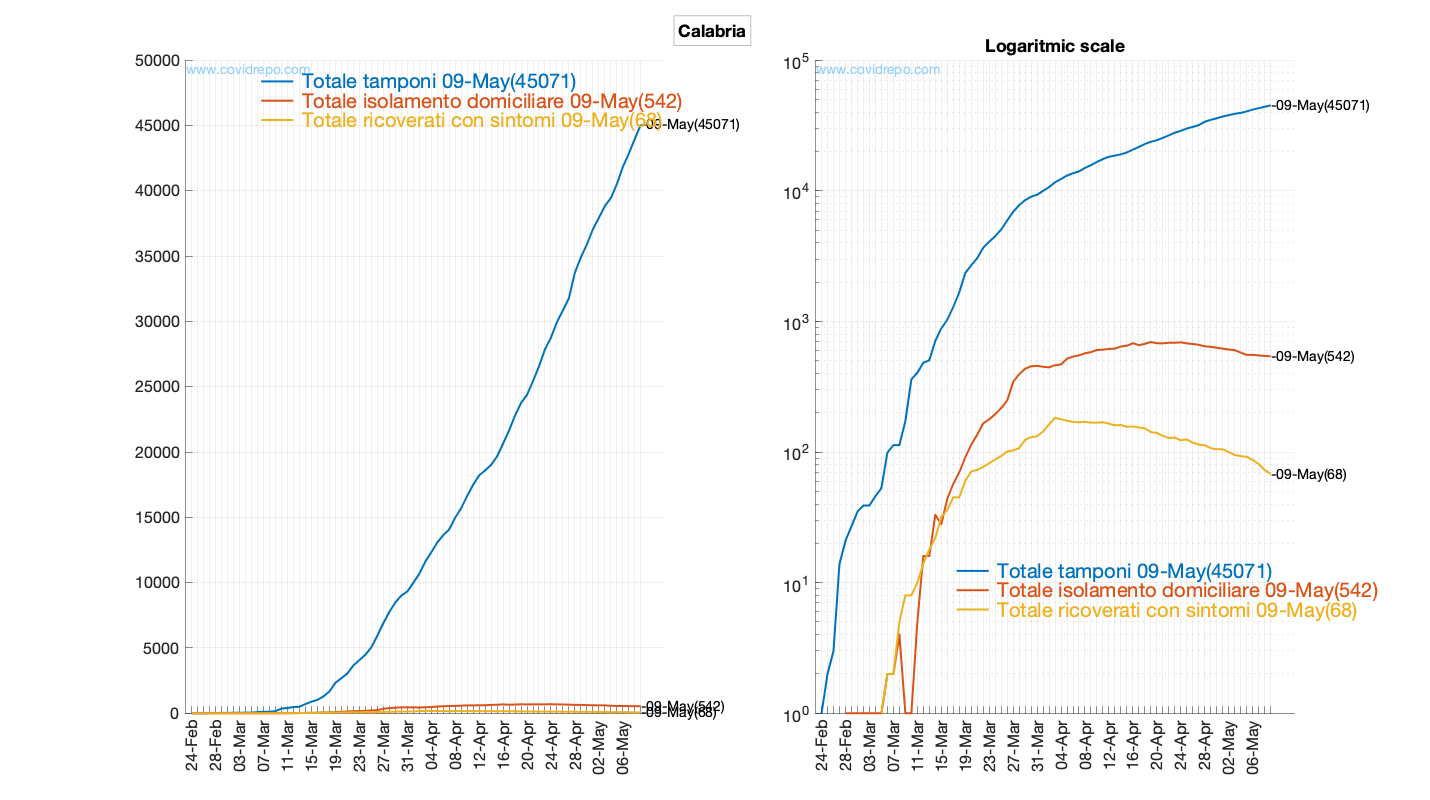 Calabria
www.covidrepo.com
Totale tamponi 09-May(45071)
Totale isolamento domiciliare 09-May(542)
Totale ricoverati con sintomi 09-May(68)
-09-May(45071)
-09-May(542)
-09-May(68)
50000
45000
40000
35000
30000
25000
20000
15000
10000
5000
0
24-Feb
28-Feb
03-Mar
07-Mar
11-Mar
15-Mar
19-Mar
23-Mar
27-Mar
31-Mar
04-Apr
08-Apr
12-Apr
16-Apr
20-Apr
24-Apr
28-Apr
02-May
06-May
Logaritmic scale
www.covidrepo.com
10^5
10^4
10^3
10^2
10^1
10^0
-09-May(45071)
-09-May(542)
-09-May(68)
Totale tamponi 09-May(45071)
Totale isolamento domiciliare 09-May(542)
Totale ricoverati con sintomi 09-May(68)
24-Feb
28-Feb
03-Mar
07-Mar
11-Mar
15-Mar
19-Mar
23-Mar
27-Mar
31-Mar
04-Apr
08-Apr
12-Apr
16-Apr
20-Apr
24-Apr
28-Apr
02-May
06-May